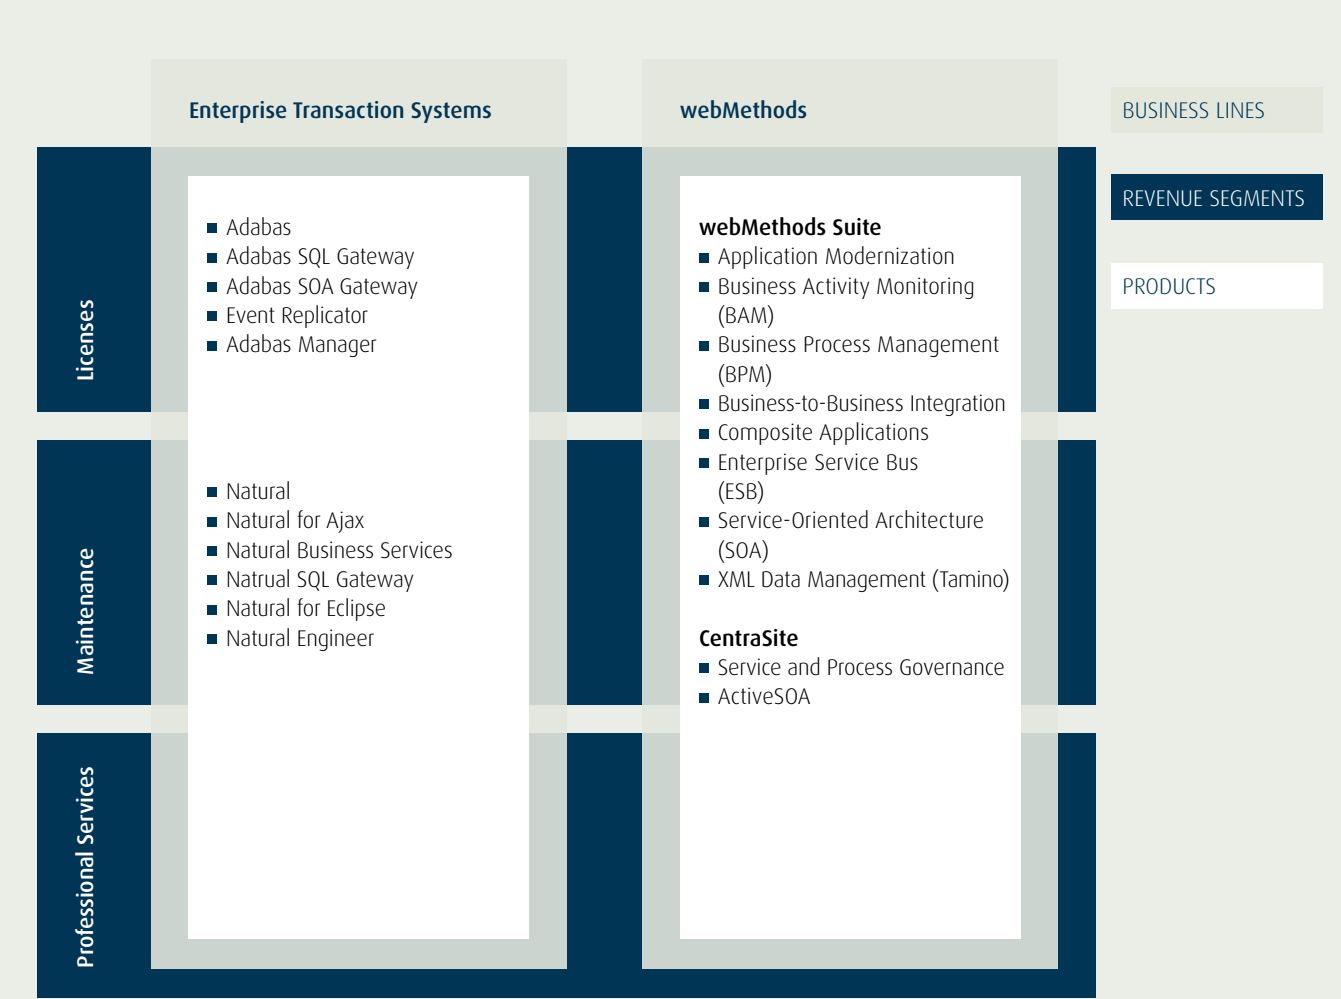 Enterprise Transaction Systems
webMethods
BUSINESS LINES
REVENUE SEGMENTS
PRODUCTS
Licenses
Maintenance
Professional Services
Adabas
Adabas SQL Gateway
Adabas SOA Gateway
Event Replicator
Adabas Manager
Natural
Natural for Ajax
Natural Business Services
Natrual SQL Gateway
Natural for Eclipse
Natural Engineer
webMethods Suite
Application Modernization
Business Activity Monitoring
(BAM)
Business Process Management
(BPM)
Business-to-Business Integration
Composite Applications
Enterprise Service Bus
(ESB)
Service-Oriented Architecture
(SOA)
XML Data Management (Tamino)
CentraSite
Service and Process Governance
ActiveSOA